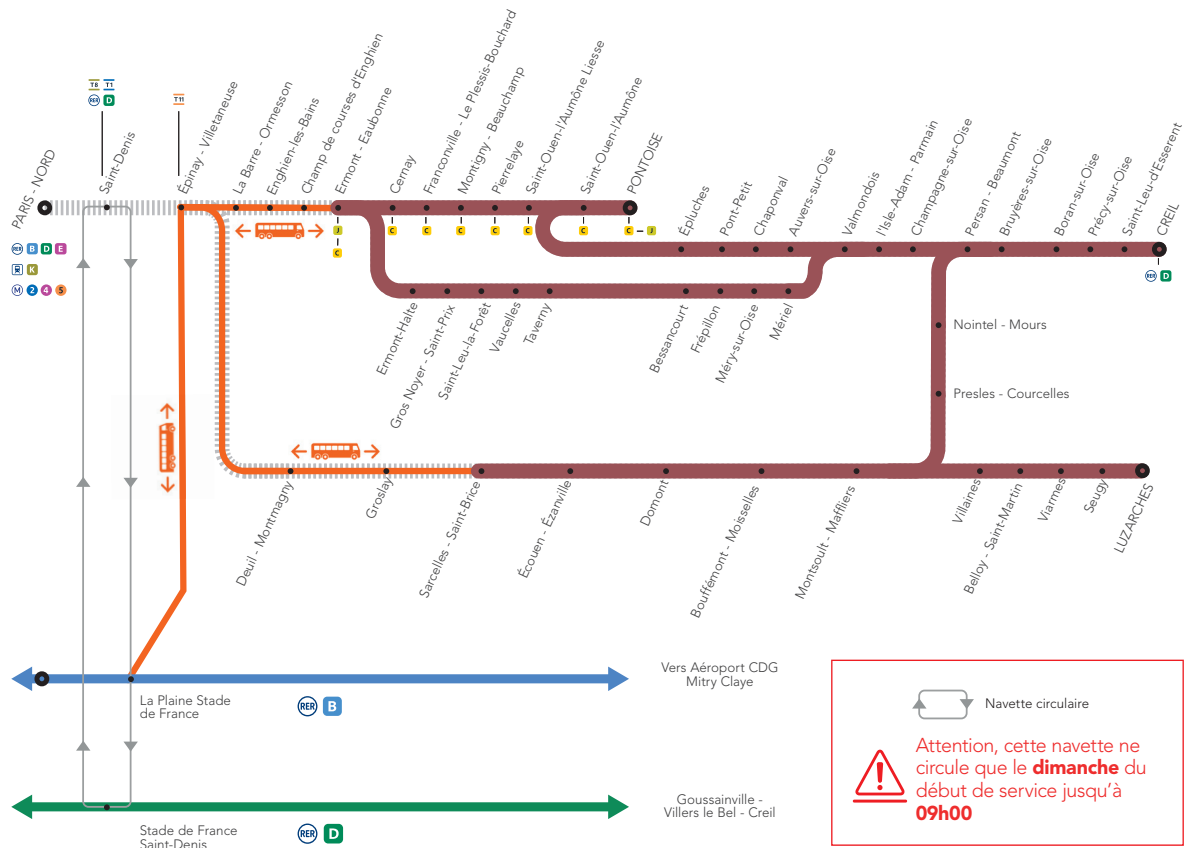 T8 T1
RER D
T11
PARIS - NORD
Saint-Denis
Épinay - Villetaneuse
La Barre - Ormesson
Enghien-les-Bains
Champ de courses d'Enghien
Ermont - Eaubonne
Cernay
Franconville - Le Plessis-Bouchard
Montigny - Beauchamp
Pierrelaye
Saint-Ouen-l'Aumône Liesse
Saint-Ouen-l'Aumône
PONTOISE
Épluches
Pont-Petit
Chaponval
Auvers-sur-Oise
Valmondois
l'Isle-Adam - Parmain
Champagne-sur-Oise
Persan - Beaumont
Bruyères-sur-Oise
Boran-sur-Oise
Précy-sur-Oise
Saint-Leu-d'Esserent
CREIL
RER B D E
K
M 2 4 5
J
C
C
C
C
C
C
C
C J
RER D
Ermont-Halte
Gros Noyer - Saint-Prix
Saint-Leu-la-Forêt
Vaucelles
Taverny
Bessancourt
Frépillon
Méry-sur-Oise
Mériel
Nointel - Mours
Presles - Courcelles
Deuil - Montmagny
Groslay
Sarcelles - Saint-Brice
Écouen - Ézanville
Domont
Bouffémont - Moisselles
Montsoult - Maffliers
Villaines
Belloy - Saint-Martin
Viarmes
Seugy
LUZARCHES
La Plaine Stade
de France
RER B
Vers Aéroport CDG
Mitry Claye
Stade de France
Saint-Denis
RER D
Goussainville -
Villers le Bel - Creil
Navette circulaire
Attention, cette navette ne
circule que le dimanche du
début de service jusqu'à
09h00